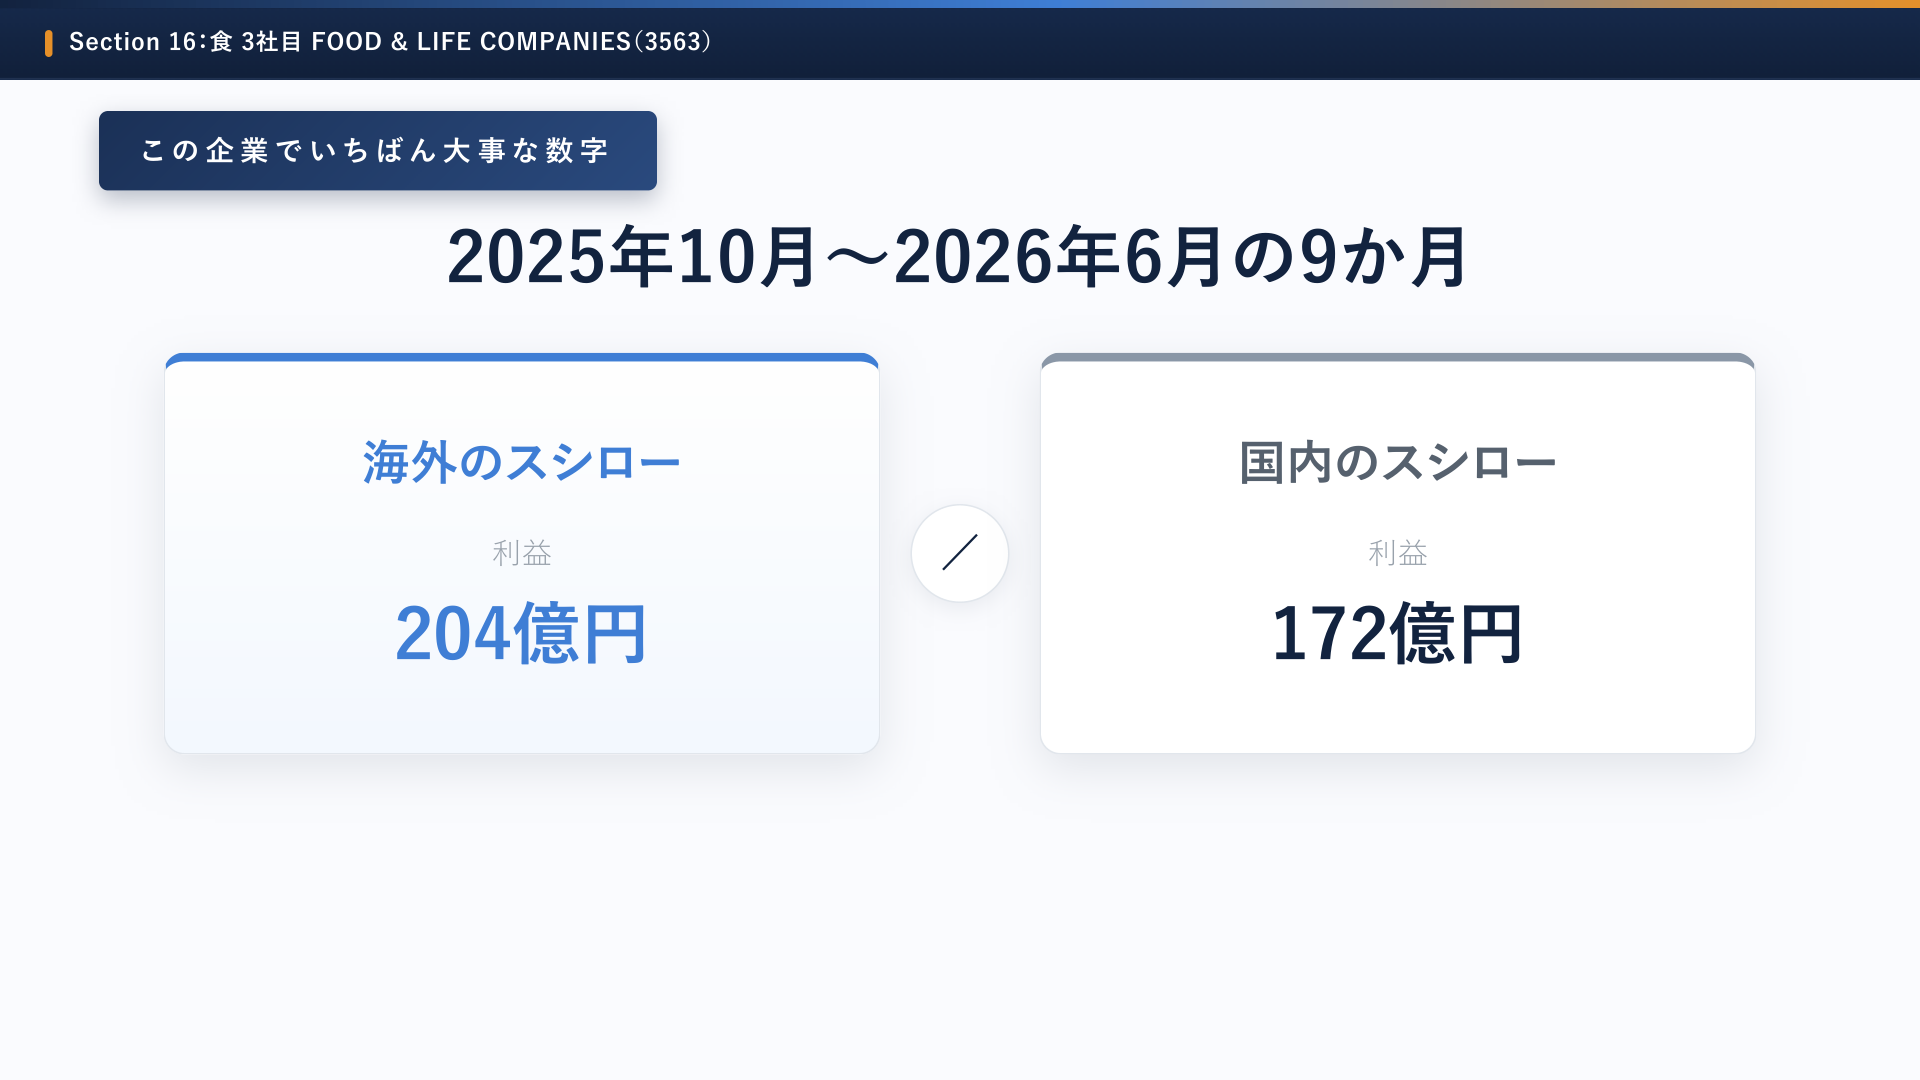 Section 16：食 3社目 FOOD & LIFE COMPANIES（3563）
この企業でいちばん大事な数字
2025年10月～2026年6月の9か月
海外のスシロー
利益
204億円
／
国内のスシロー
利益
172億円